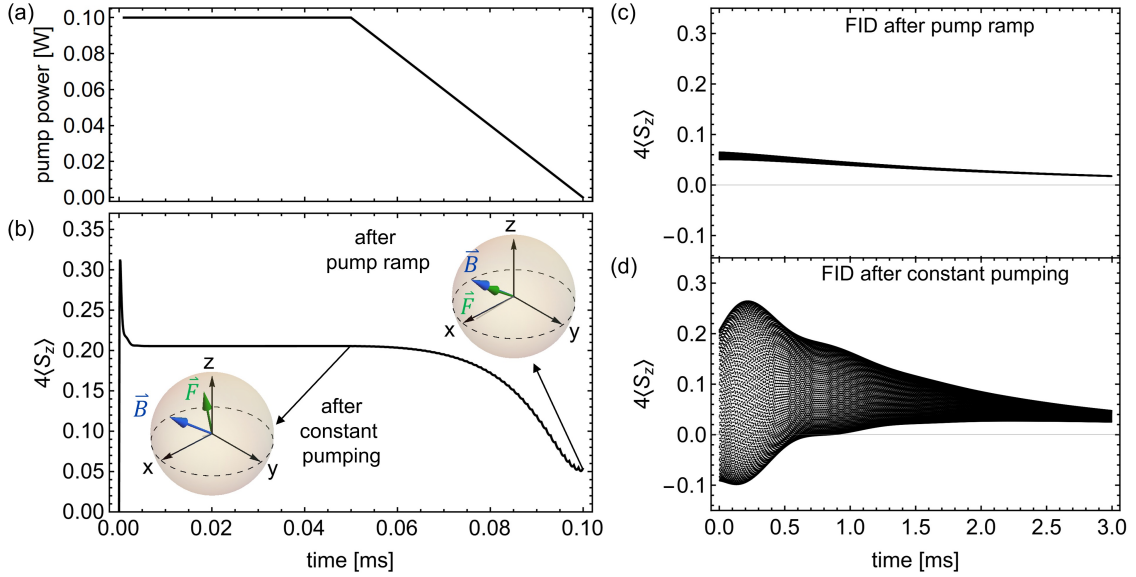 (a)
pump power [W]
0.10
0.08
0.06
0.04
0.02
0.00
(b)
4⟨Sz⟩
0.35
0.30
0.25
0.20
0.15
0.10
0.05
0.00
after
pump ramp
z
B
F
x
y
z
F
B
x
y
after
constant
pumping
0.00 0.02 0.04 0.06 0.08 0.10
time [ms]
(c)
FID after pump ramp
4⟨Sz⟩
0.3
0.2
0.1
0.0
−0.1
(d)
FID after constant pumping
4⟨Sz⟩
0.3
0.2
0.1
0.0
−0.1
0.0 0.5 1.0 1.5 2.0 2.5 3.0
time [ms]